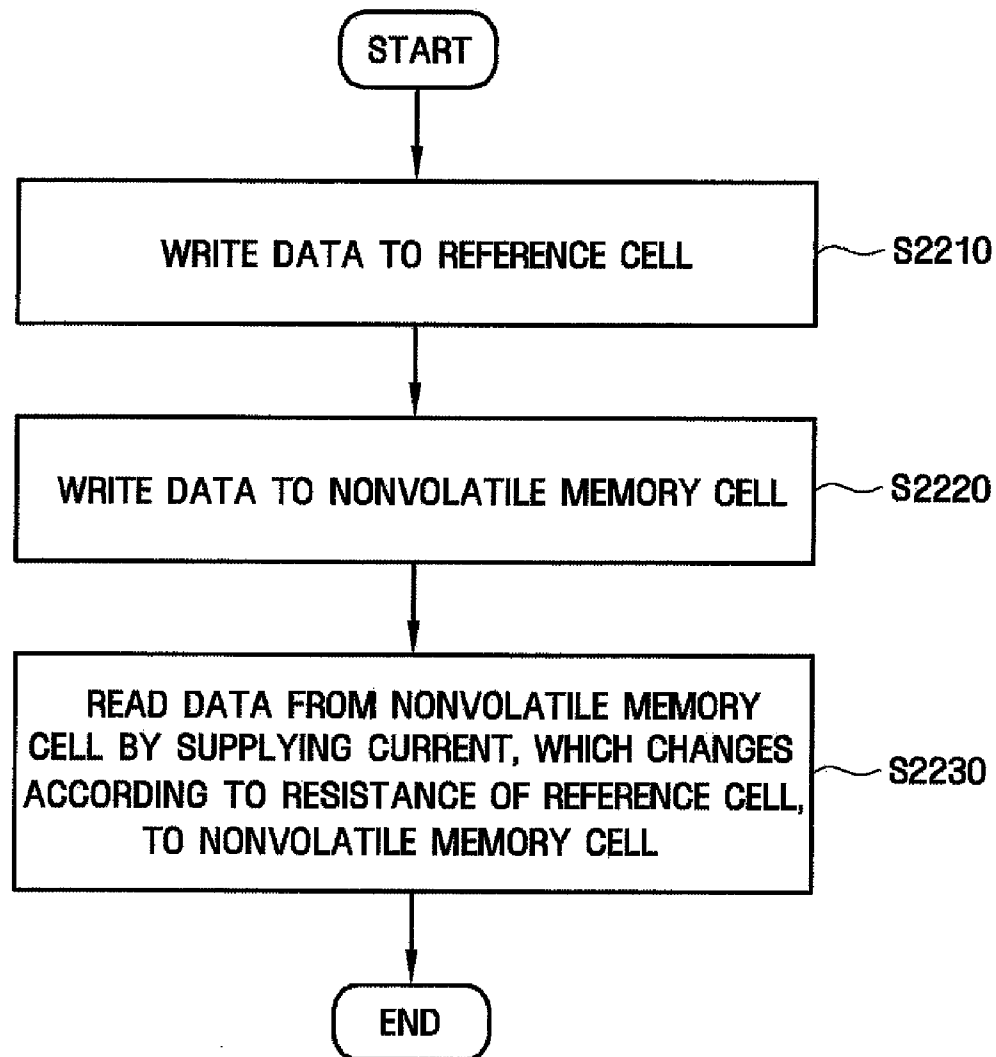 START
WRITE DATA TO REFERENCE CELL
S2210
WRITE DATA TO NONVOLATILE MEMORY CELL
S2220
READ DATA FROM NONVOLATILE MEMORY
CELL BY SUPPLYING CURRENT, WHICH CHANGES
ACCORDING TO RESISTANCE OF REFERENCE CELL,
TO NONVOLATILE MEMORY CELL
S2230
END